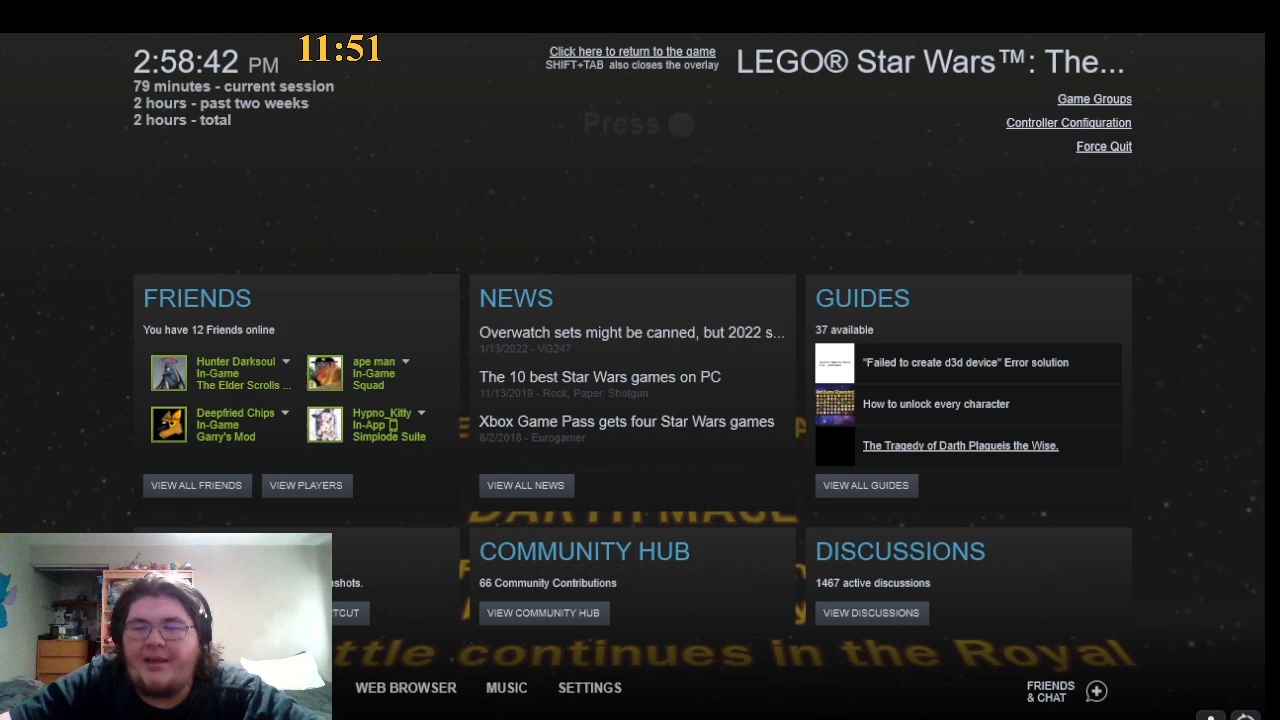 2:58:42 PM
11:51
79 minutes - current session
2 hours - past two weeks
2 hours - total
Click here to return to the game
SHIFT+TAB also closes the overlay
LEGO® Star Wars™: The...
Game Groups
Controller Configuration
Force Quit
Press
FRIENDS
You have 12 Friends online
Hunter Darksoul
In-Game
The Elder Scrolls ...
ape man
In-Game
Squad
Deepfried Chips
In-Game
Garry's Mod
Hypno_Kitty
In-App
Simplode Suite
VIEW ALL FRIENDS
VIEW PLAYERS
NEWS
Overwatch sets might be canned, but 2022 s...
1/13/2022 - VG247
The 10 best Star Wars games on PC
11/13/2019 - Rock, Paper, Shotgun
Xbox Game Pass gets four Star Wars games
6/2/2018 - Eurogamer
VIEW ALL NEWS
GUIDES
37 available
"Failed to create d3d device" Error solution
How to unlock every character
The Tragedy of Darth Plagueis the Wise.
VIEW ALL GUIDES
DARTH MAUL
shots.
TCUT
COMMUNITY HUB
66 Community Contributions
VIEW COMMUNITY HUB
DISCUSSIONS
1467 active discussions
VIEW DISCUSSIONS
ttle continues in the Royal
WEB BROWSER
MUSIC
SETTINGS
FRIENDS
& CHAT